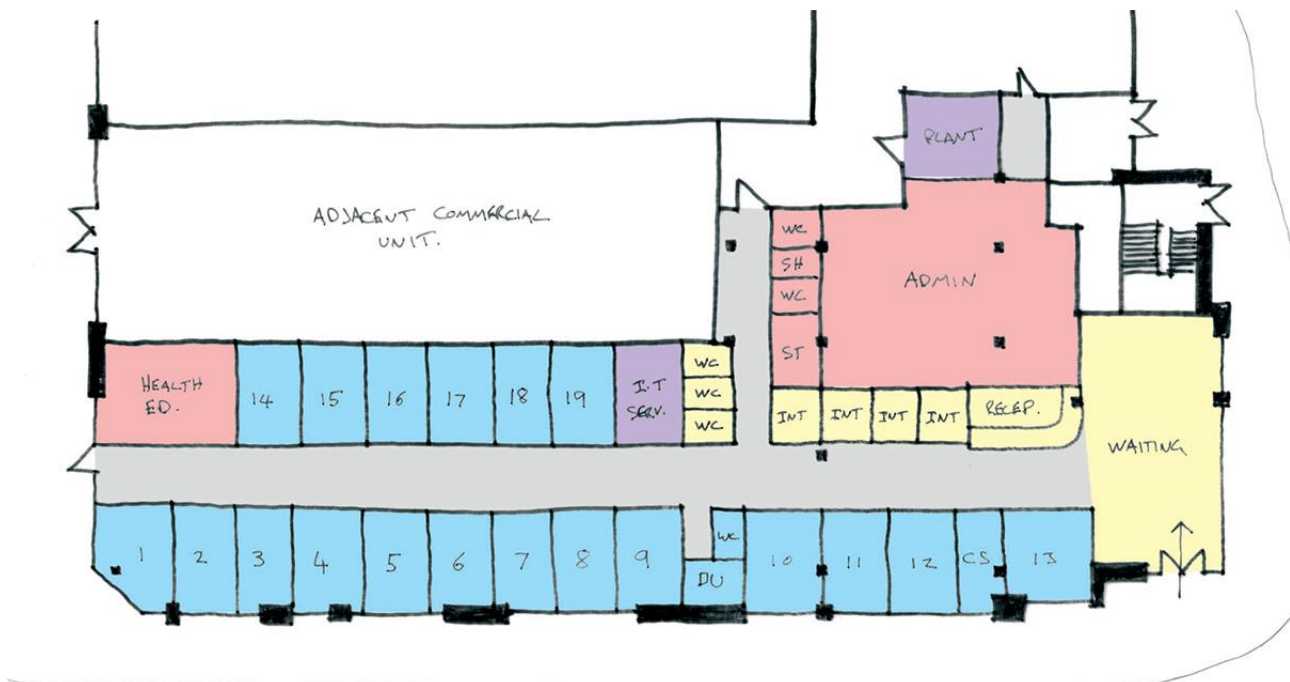 PLANT
ADJACENT COMMERCIAL
UNIT.
WC
SH
WC
ST
ADMIN
HEALTH
ED.
14
15
16
17
18
19
I.T
SERV.
WC
WC
WC
INT
INT
INT
INT
RECEP.
WAITING
1
2
3
4
5
6
7
8
9
WC
DU
10
11
12
CS
13